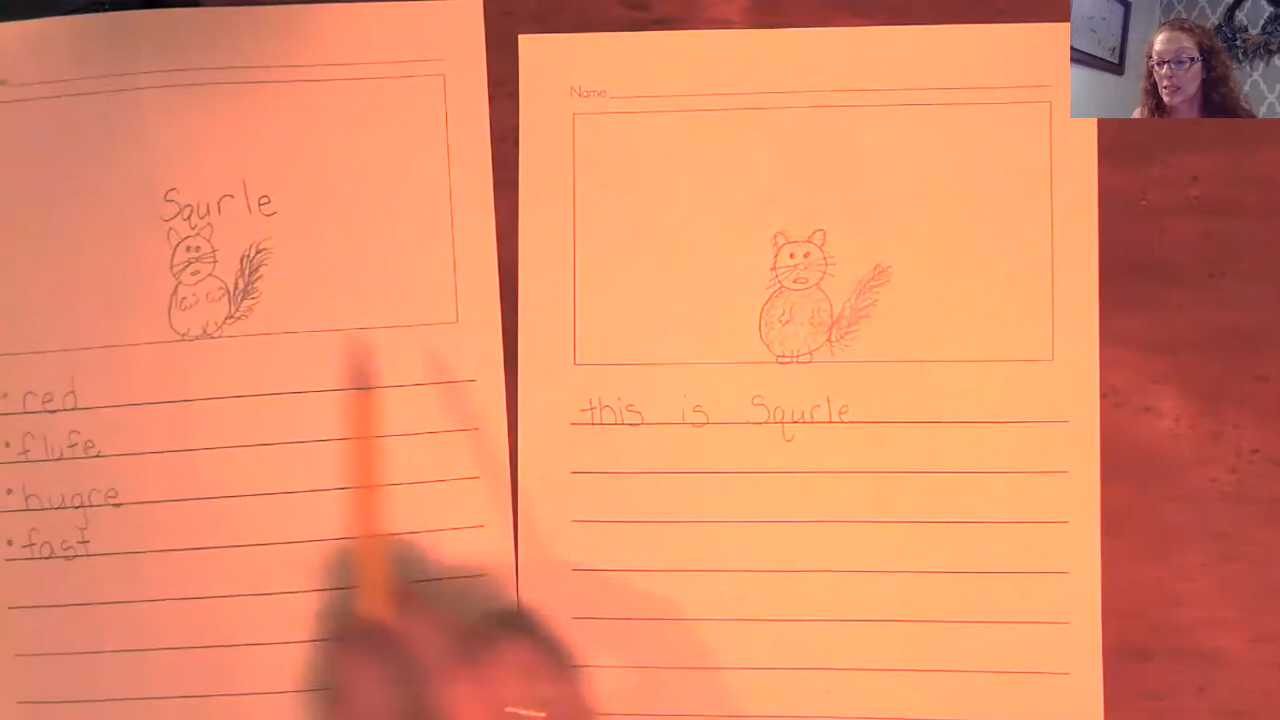 Squrle
• red
• flufe
• hugre
• fast
Name
this is Squrle